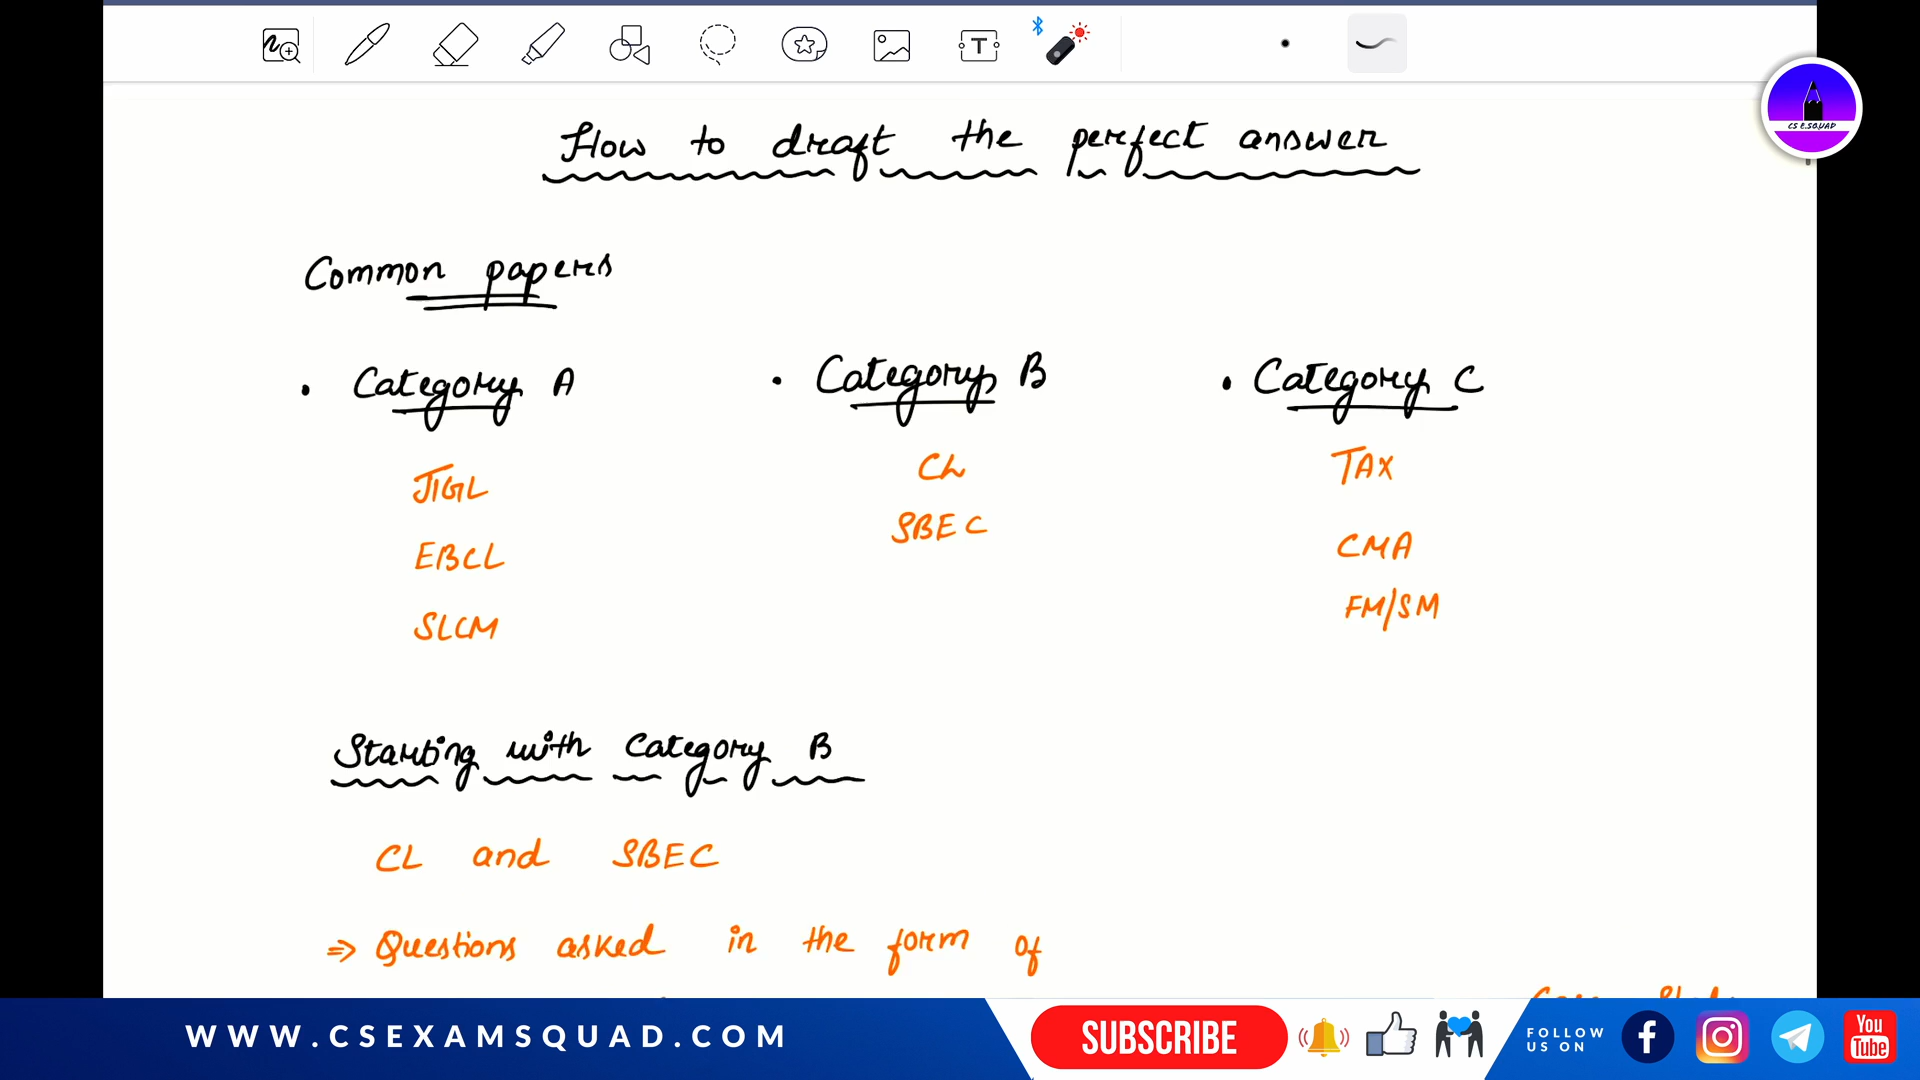 How to draft the perfect answer
CS E.SQUAD
Common papers
• Category A
• Category B
• Category C
JIGL
EBCL
SLCM
CL
SBEC
TAX
CMA
FM/SM
Starting with Category B
CL and SBEC
⇒ Questions asked in the form of
WWW.CSEXAMSQUAD.COM
SUBSCRIBE
FOLLOW
US ON
You
Tube